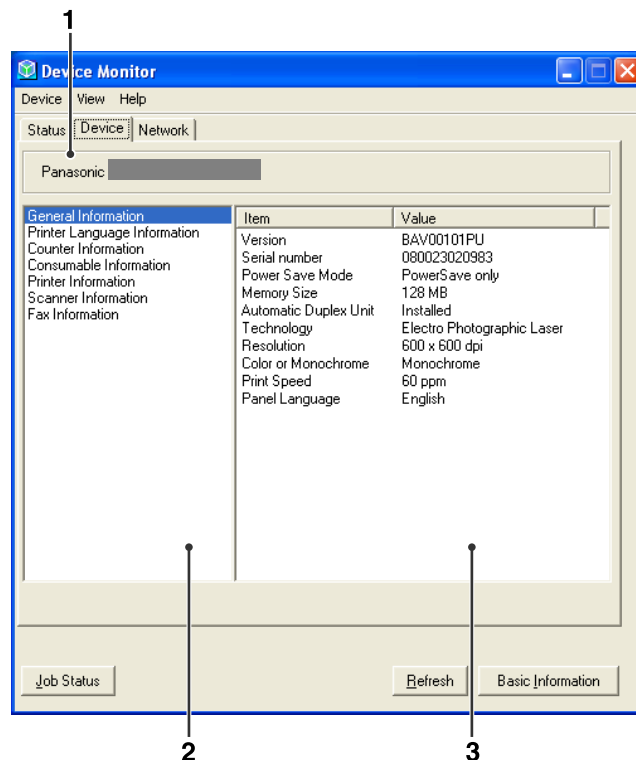 1
Device Monitor
Device View Help
Status Device Network
Panasonic
General Information
Printer Language Information
Counter Information
Consumable Information
Printer Information
Scanner Information
Fax Information
Item Value
Version BAV00101PU
Serial number 080023020983
Power Save Mode PowerSave only
Memory Size 128 MB
Automatic Duplex Unit Installed
Technology Electro Photographic Laser
Resolution 600 x 600 dpi
Color or Monochrome Monochrome
Print Speed 60 ppm
Panel Language English
Job Status Refresh Basic Information
2 3